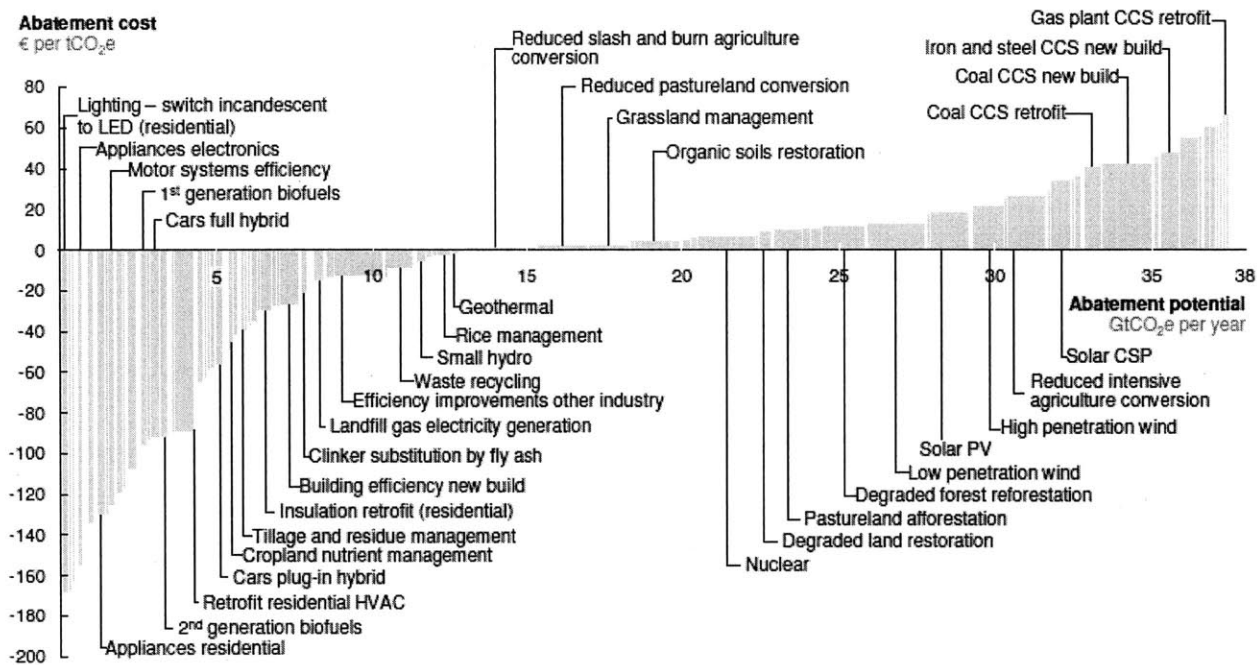 Abatement cost
€ per tCO2e
80
60
40
20
0
-20
-40
-60
-80
-100
-120
-140
-160
-180
-200
Lighting – switch incandescent
to LED (residential)
Appliances electronics
Motor systems efficiency
1st generation biofuels
Cars full hybrid
Reduced slash and burn agriculture
conversion
Reduced pastureland conversion
Grassland management
Organic soils restoration
Gas plant CCS retrofit
Iron and steel CCS new build
Coal CCS new build
Coal CCS retrofit
5
10
15
20
25
30
35
38
Abatement potential
GtCO2e per year
Geothermal
Rice management
Small hydro
Waste recycling
Efficiency improvements other industry
Landfill gas electricity generation
Clinker substitution by fly ash
Building efficiency new build
Insulation retrofit (residential)
Tillage and residue management
Cropland nutrient management
Cars plug-in hybrid
Retrofit residential HVAC
2nd generation biofuels
Appliances residential
Solar CSP
Reduced intensive
agriculture conversion
High penetration wind
Solar PV
Low penetration wind
Degraded forest reforestation
Pastureland afforestation
Degraded land restoration
Nuclear